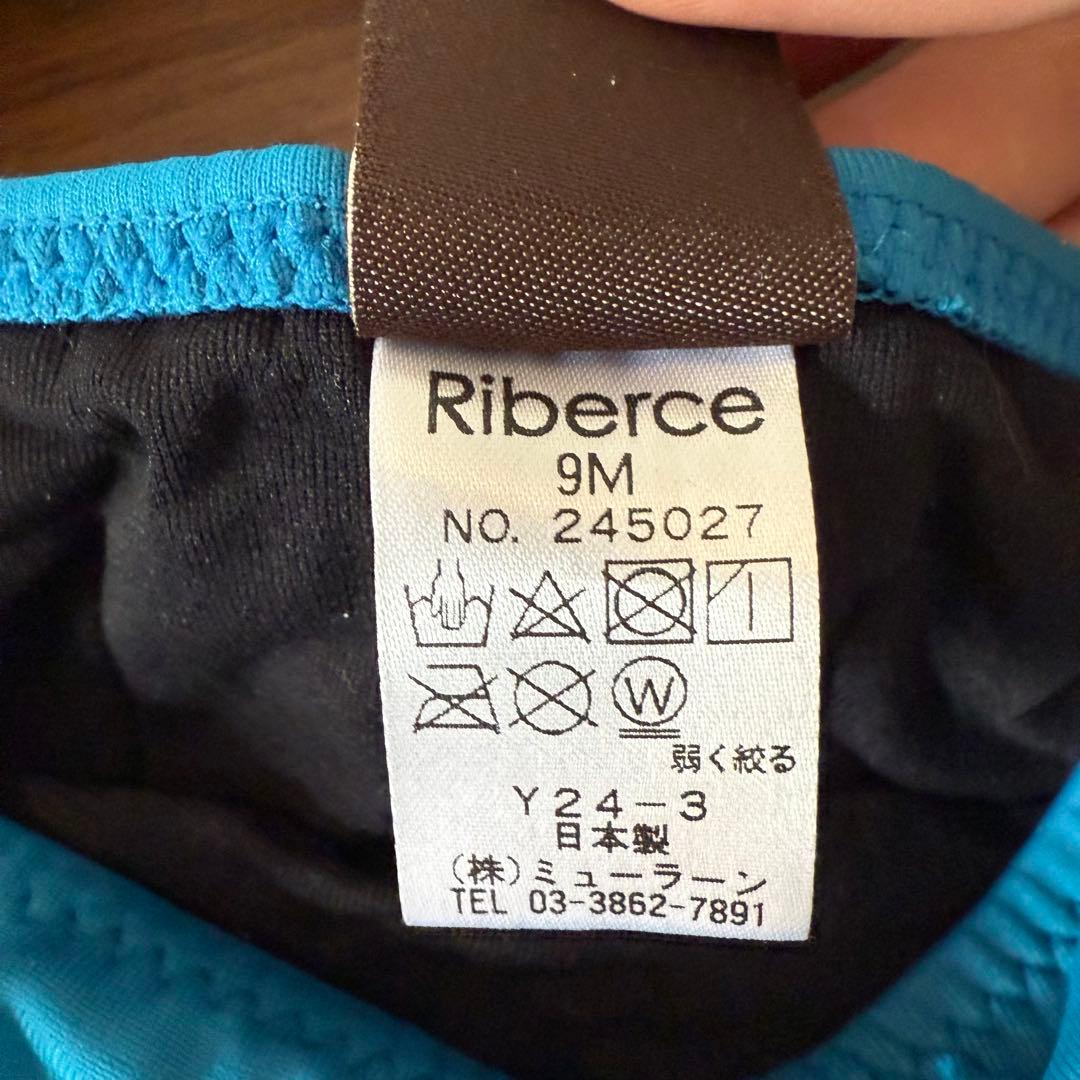 Riberce
9M
NO. 245027
W
弱く絞る
Y24-3
日本製
(株)ミューラーン
TEL 03-3862-7891